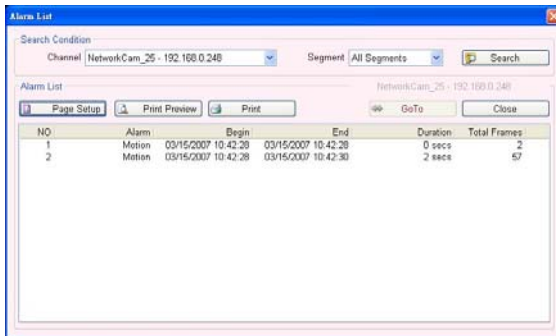 Alarm List
Search Condition
Channel NetworkCam_25 - 192.168.0.248 Segment All Segments Search
Alarm List NetworkCam_25 - 192.168.0.248
Page Setup Print Preview Print GoTo Close
NO Alarm Begin End Duration Total Frames
1 Motion 03/15/2007 10:42:28 03/15/2007 10:42:28 0 secs 2
2 Motion 03/15/2007 10:42:28 03/15/2007 10:42:30 2 secs 57